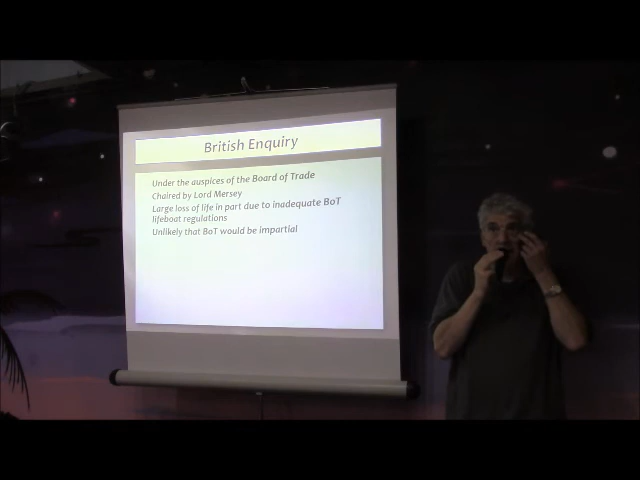 British Enquiry
Under the auspices of the Board of Trade
Chaired by Lord Mersey
Large loss of life in part due to inadequate BoT
lifeboat regulations
Unlikely that BoT would be impartial